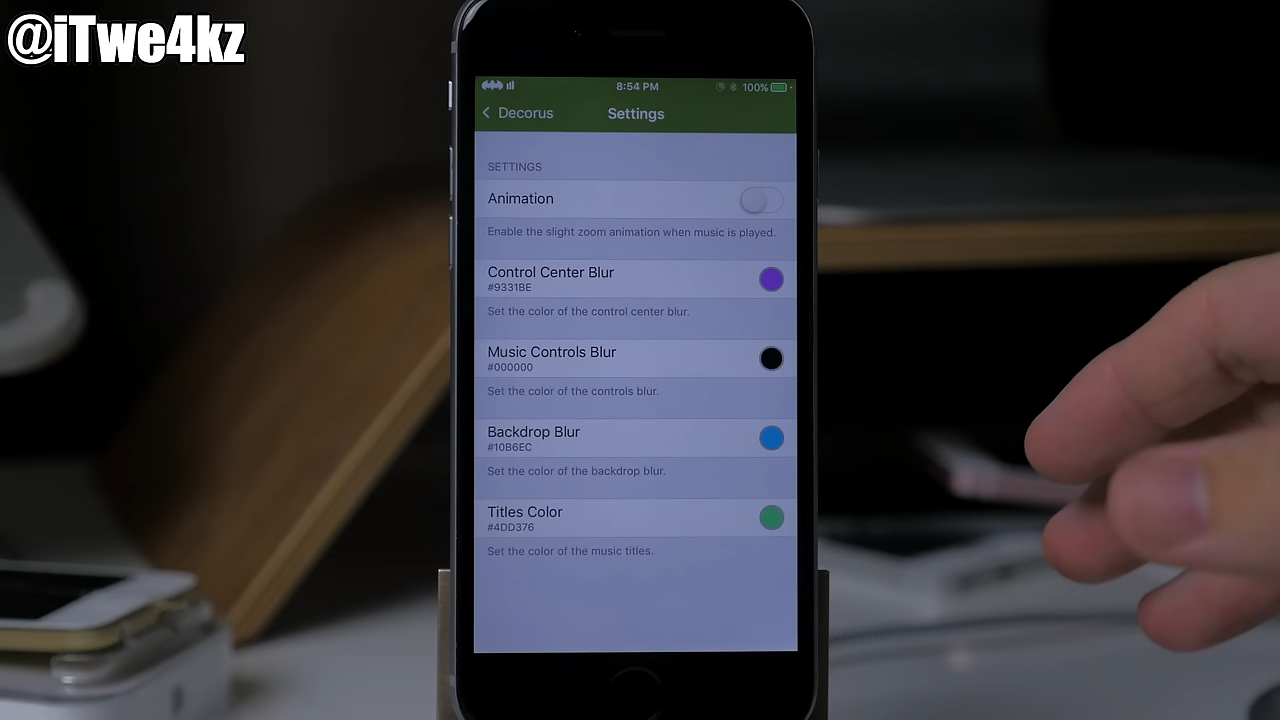 @iTwe4kz
8:54 PM
100%
Decorus
Settings
SETTINGS
Animation
Enable the slight zoom animation when music is played.
Control Center Blur
#9331BE
Set the color of the control center blur.
Music Controls Blur
#000000
Set the color of the controls blur.
Backdrop Blur
#10B6EC
Set the color of the backdrop blur.
Titles Color
#4DD376
Set the color of the music titles.